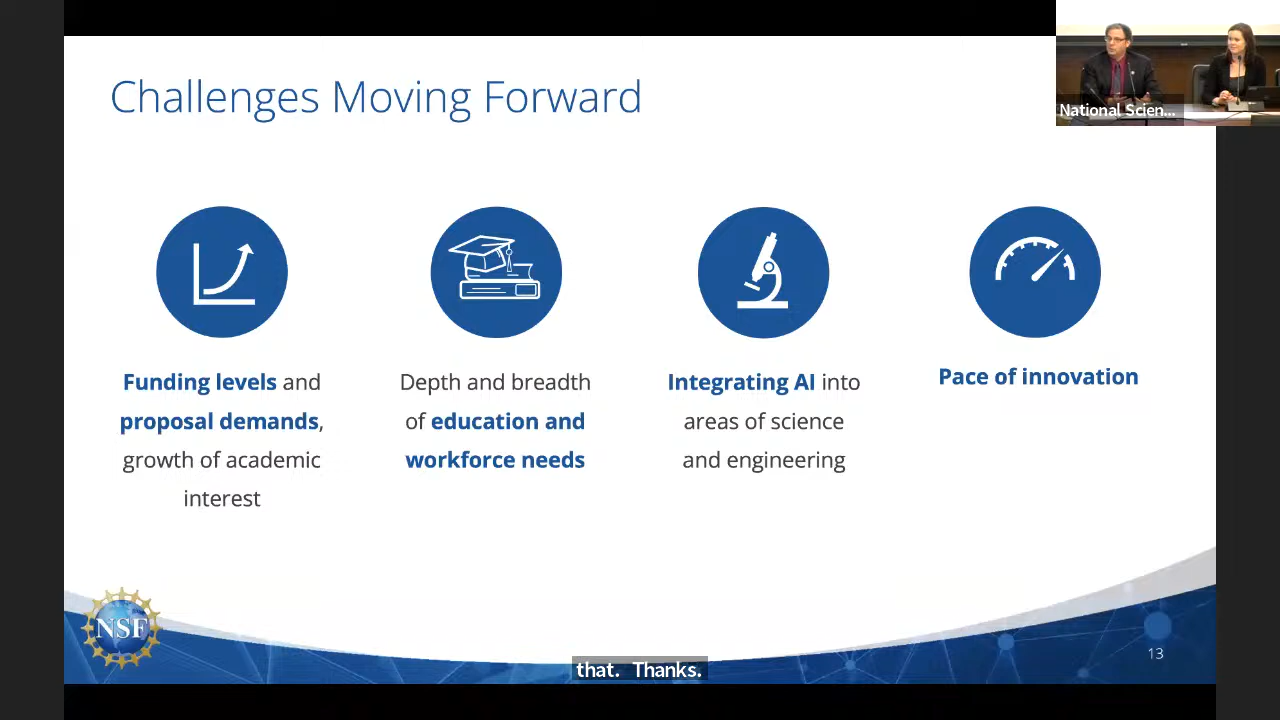 Challenges Moving Forward
National Scien...
Funding levels and
proposal demands,
growth of academic
interest
Depth and breadth
of education and
workforce needs
Integrating AI into
areas of science
and engineering
Pace of innovation
NSF
that. Thanks.
13